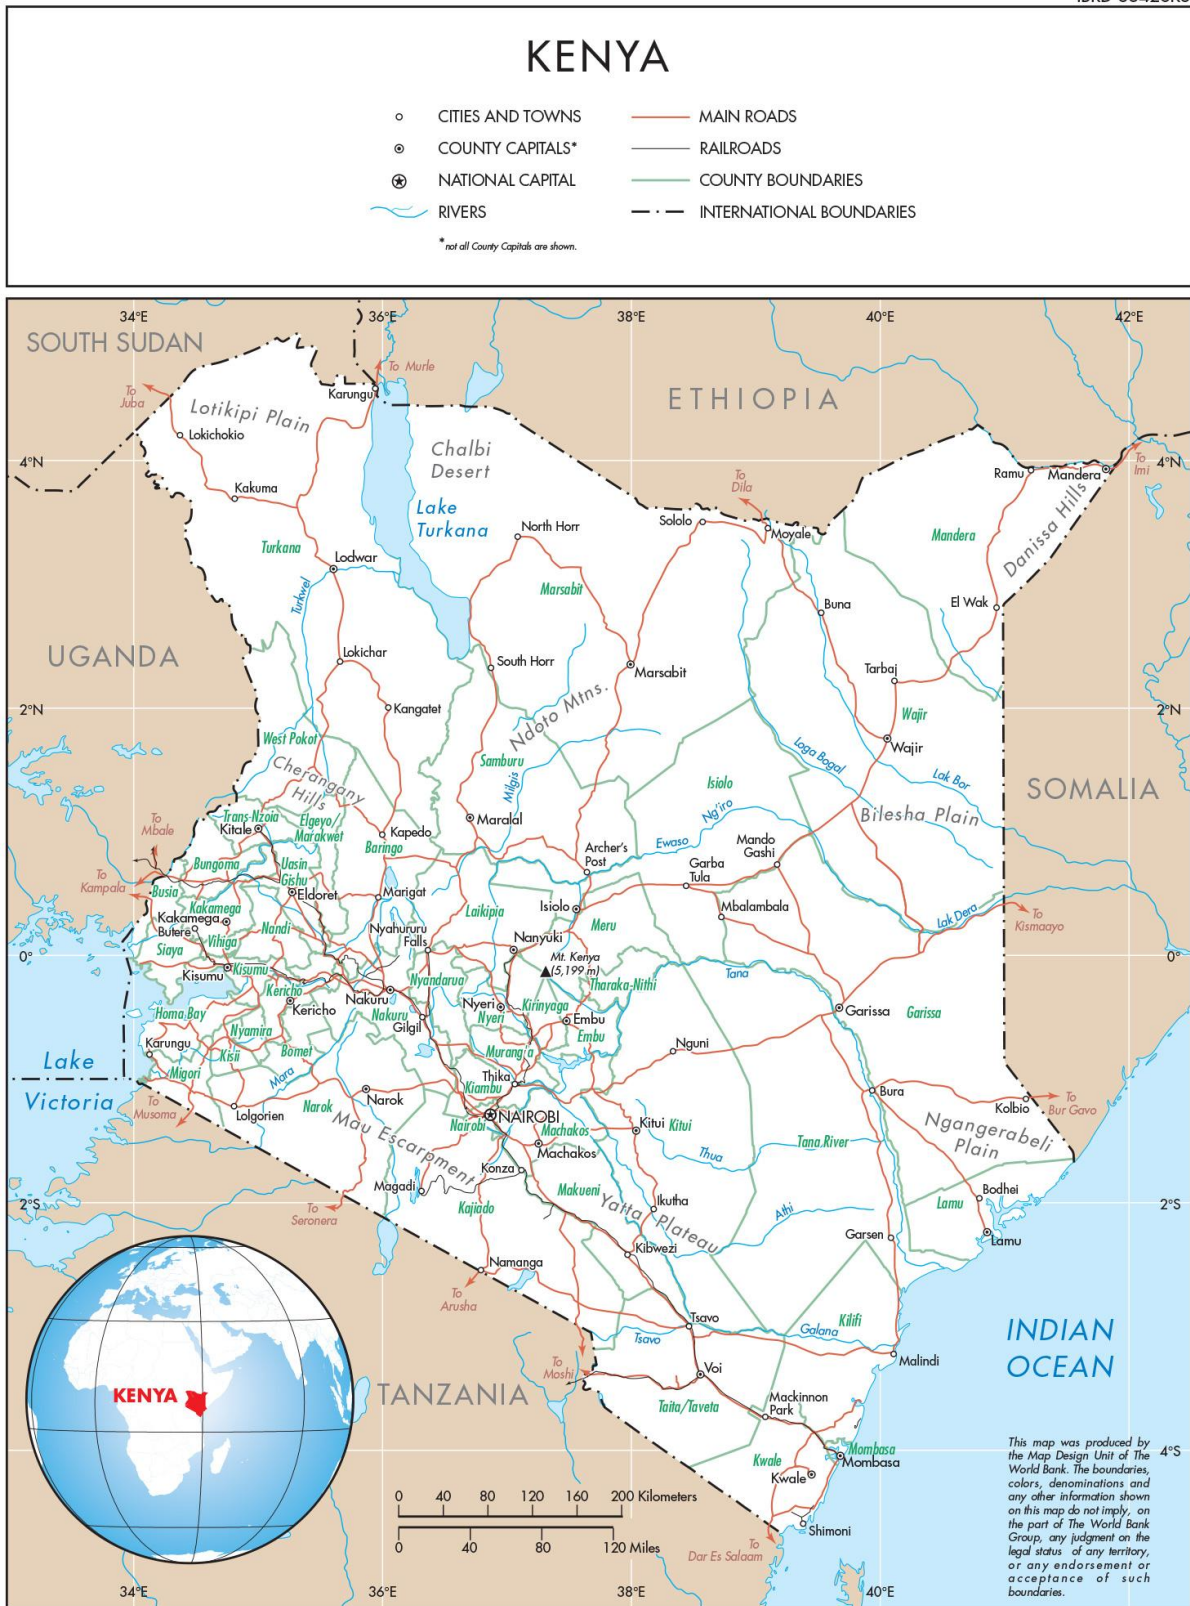 KENYA
CITIES AND TOWNS
COUNTY CAPITALS*
NATIONAL CAPITAL
RIVERS
*not all County Capitals are shown.
MAIN ROADS
RAILROADS
COUNTY BOUNDARIES
INTERNATIONAL BOUNDARIES
34°E
36°E
38°E
40°E
42°E
SOUTH SUDAN
To Murle
To
Juba
Karungu
Lotikipi Plain
Lokichokio
ETHIOPIA
Chalbi
Desert
4°N
4°N
To
Imi
Ramu
Mandera
To
Dila
Kakuma
Lake
Turkana
North Horr
Sololo
Moyale
Mandera
Danissa Hills
Turkana
Lodwar
Turkwel
Marsabit
Buna
El Wak
UGANDA
Lokichar
South Horr
Marsabit
Tarbaj
2°N
Kangatet
Ndoto Mtns.
Wajir
2°N
West Pokot
Wajir
Cherangany
Hills
Samburu
Milgis
Loga Bogal
Lak Bor
Isiolo
SOMALIA
Bilesha Plain
Trans-Nzoia
Kitale
Elgeyo
Marakwet
Maralal
Ng'iro
Ewaso
To
Mbale
Kapedo
Baringo
Archer's
Post
Mando
Gashi
Garba
Tula
To
Kampala
Bungoma
Uasin
Gishu
Busia
Eldoret
Marigat
Kakamega
Kakamega
Butere
Nandi
Laikipia
Isiolo
Mbalambala
Lak Dera
To
Kismaayo
Nyahururu
Falls
Meru
Siaya
Vihiga
Nanyuki
0°
0°
Kisumu
Kisumu
Mt. Kenya
(5,199 m)
Tana
Nyandarua
Tharaka-Nithi
Kericho
Kericho
Nakuru
Nakuru
Nyeri
Nyeri
Kirinyaga
Homa Bay
Gilgil
Embu
Embu
Garissa
Garissa
Nyamira
Kisii
Bomet
Karungu
Migori
Murang'a
Nguni
Lake
Victoria
Mara
Thika
Kiambu
Bura
To
Musoma
Narok
Narok
Lolgorien
Kolbio
To
Bur Gavo
NAIROBI
Nairobi
Mau Escarpment
Machakos
Machakos
Kitui
Kitui
Ngangerabeli
Plain
Thua
Tana River
Konza
Magadi
Makueni
Bodhei
2°S
2°S
Kajiado
Ikutha
Yatta Plateau
Athi
Lamu
Lamu
To
Seronera
Garsen
Kibwezi
Namanga
To
Arusha
Tsavo
Tsavo
Galana
Kilifi
INDIAN
OCEAN
Malindi
To
Moshi
Voi
TANZANIA
KENYA
Taita/Taveta
Mackinnon
Park
Mombasa
Mombasa
4°S
Kwale
Kwale
Shimoni
To
Dar Es Salaam
0 40 80 120 160 200 Kilometers
0 40 80 120 Miles
This map was produced by
the Map Design Unit of The
World Bank. The boundaries,
colors, denominations and
any other information shown
on this map do not imply, on
the part of The World Bank
Group, any judgment on the
legal status of any territory,
or any endorsement or
acceptance of such
boundaries.
34°E
36°E
38°E
40°E